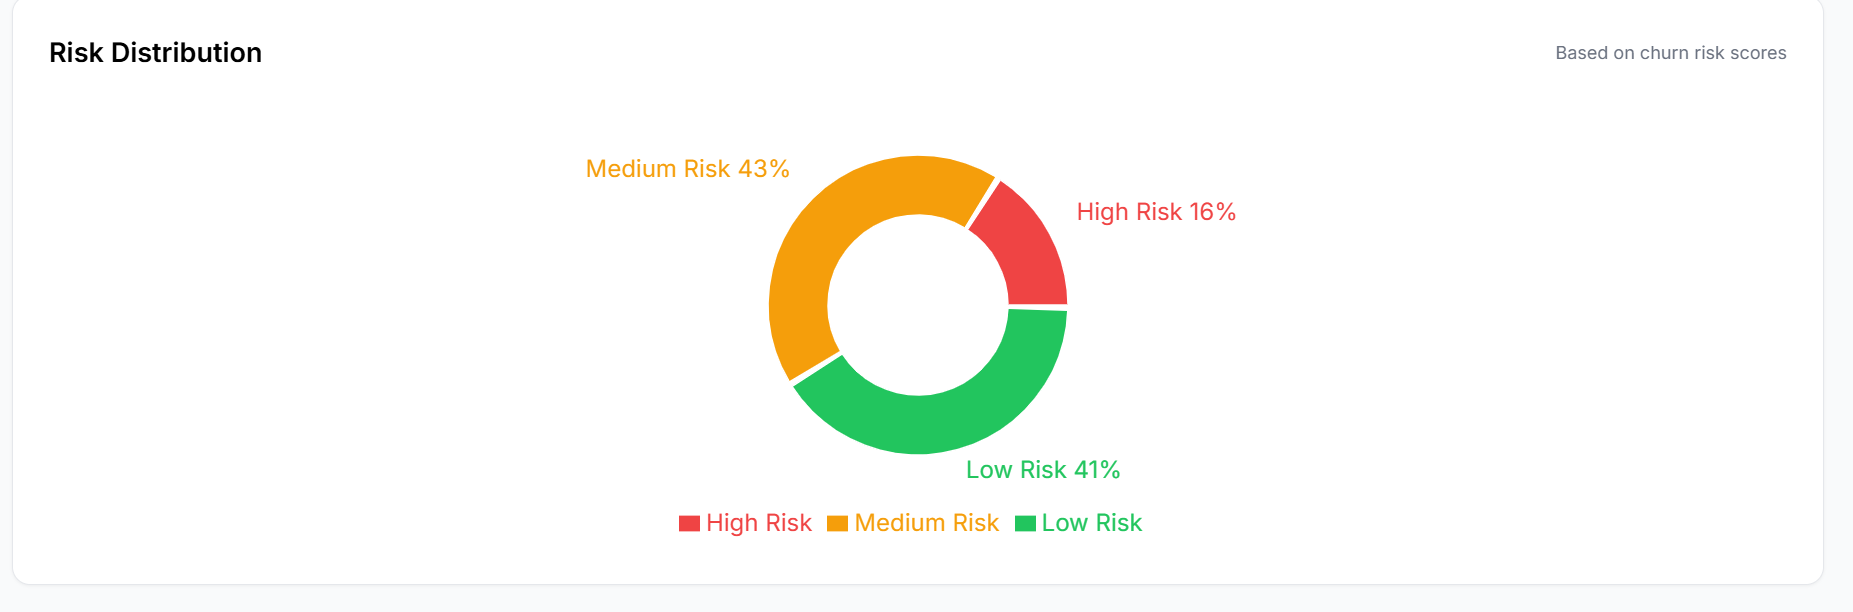 Risk Distribution
Based on churn risk scores
Medium Risk 43%
High Risk 16%
Low Risk 41%
High Risk Medium Risk Low Risk